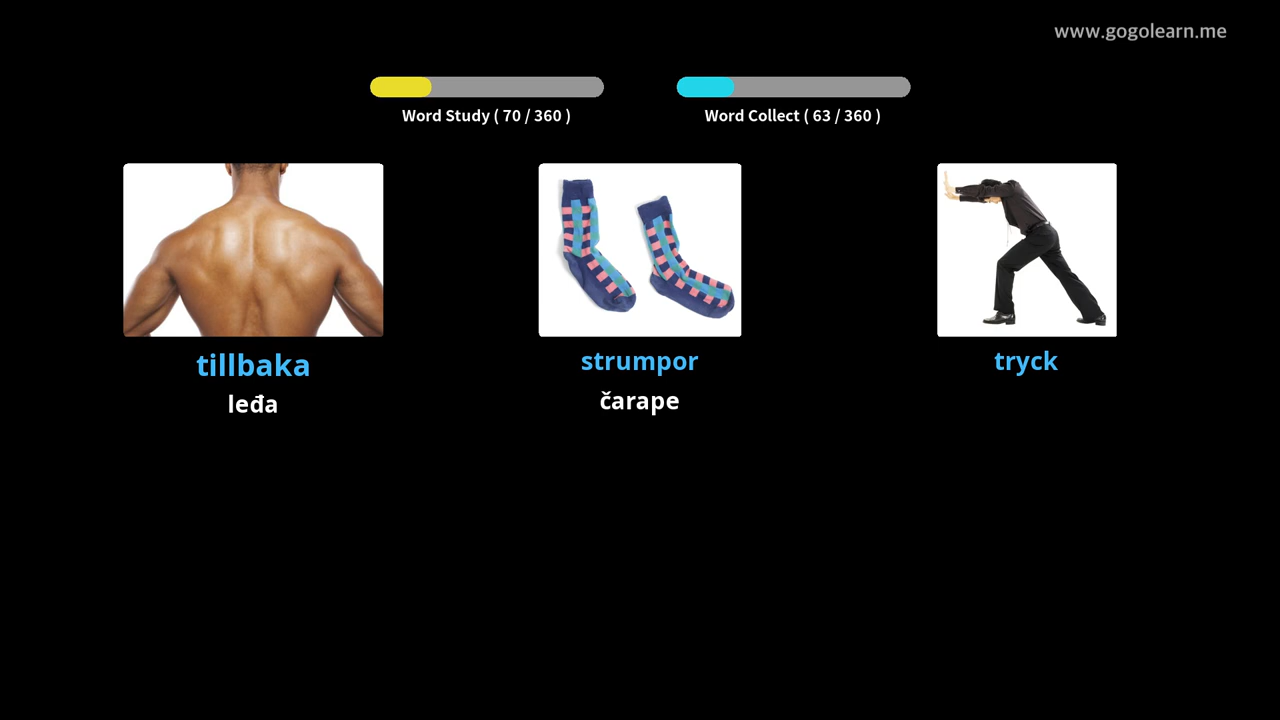 www.gogolearn.me
Word Study ( 70 / 360 )
Word Collect ( 63 / 360 )
tillbaka
leđa
strumpor
čarape
tryck